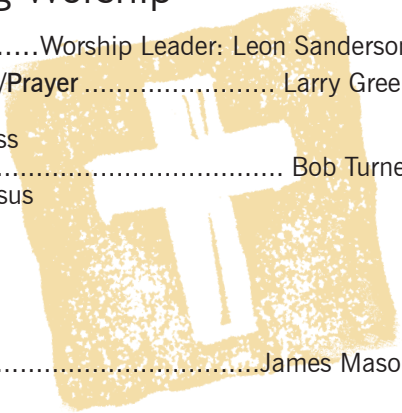 g Worship
.....Worship Leader: Leon Sanderson
/Prayer ....................... Larry Gree
ss
.................................... Bob Turne
sus
................................James Maso